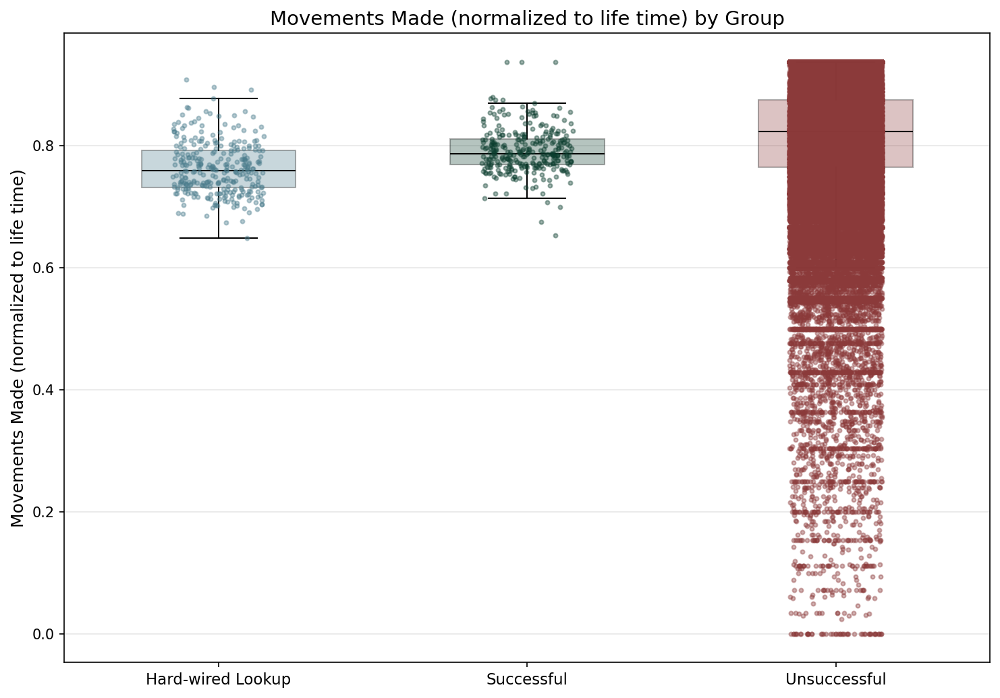 Movements Made (normalized to life time) by Group
Movements Made (normalized to life time)
0.8
0.6
0.4
0.2
0.0
Hard-wired Lookup
Successful
Unsuccessful